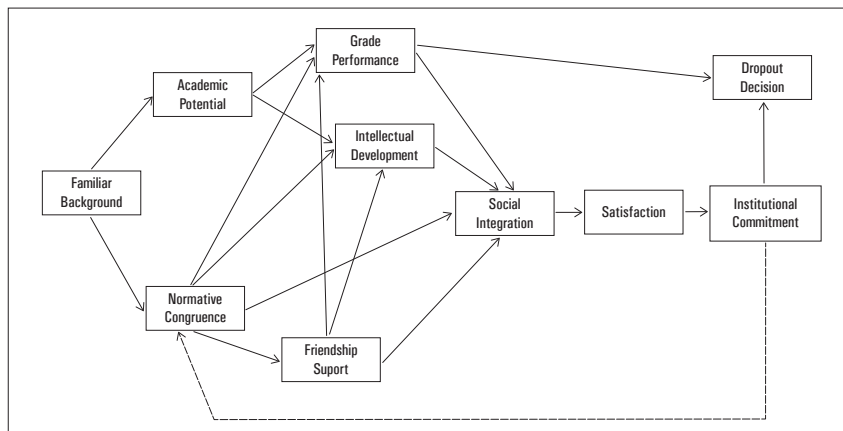 Grade
Performance
Dropout
Decision
Academic
Potential
Intellectual
Development
Familiar
Background
Social
Integration
Satisfaction
Institutional
Commitment
Normative
Congruence
Friendship
Suport